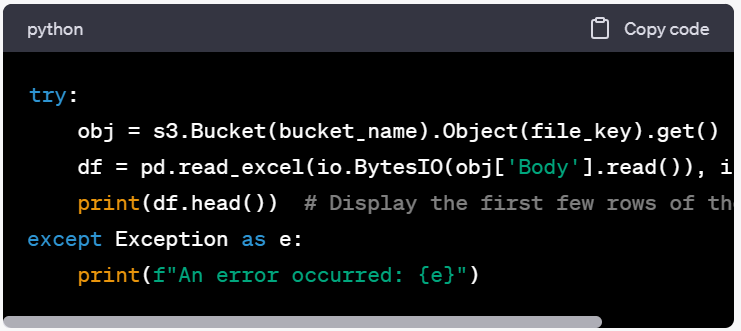 python
Copy code
try:
    obj = s3.Bucket(bucket_name).Object(file_key).get()
    df = pd.read_excel(io.BytesIO(obj['Body'].read()), i
    print(df.head())  # Display the first few rows of th
except Exception as e:
    print(f"An error occurred: {e}")